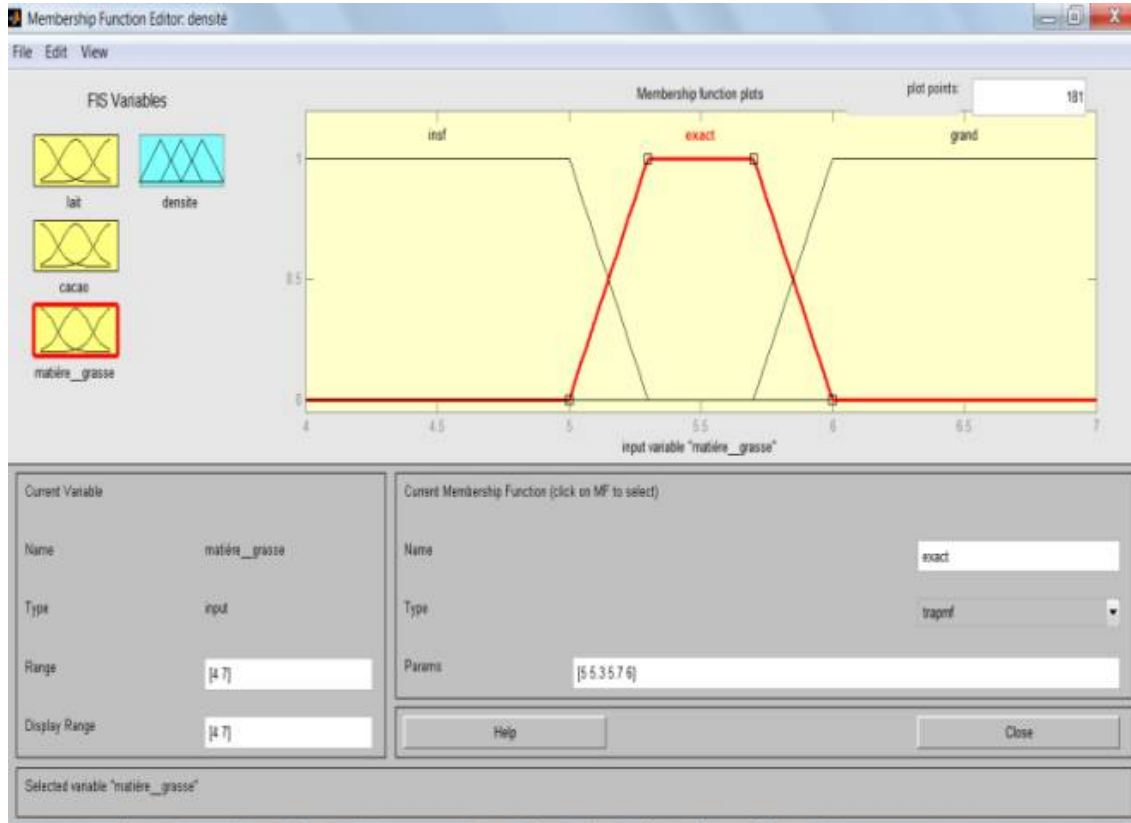 Membership Function Editor: densité
File Edit View
FIS Variables
Membership function plots
plot points:
181
insf
exact
grand
lait
densite
cacao
matière__grasse
1
0.5
0
4
4.5
5
5.5
6
6.5
7
input variable "matière__grasse"
Current Variable
Name matière__grasse
Type input
Range [4 7]
Display Range [4 7]
Current Membership Function (click on MF to select)
Name exact
Type trapmf
Params [5 5.3 5.7 6]
Help
Close
Selected variable "matière__grasse"